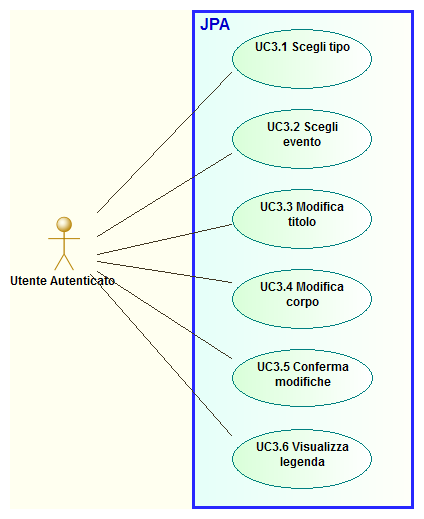 JPA
UC3.1 Scegli tipo
UC3.2 Scegli
evento
UC3.3 Modifica
titolo
Utente Autenticato
UC3.4 Modifica
corpo
UC3.5 Conferma
modifiche
UC3.6 Visualizza
legenda